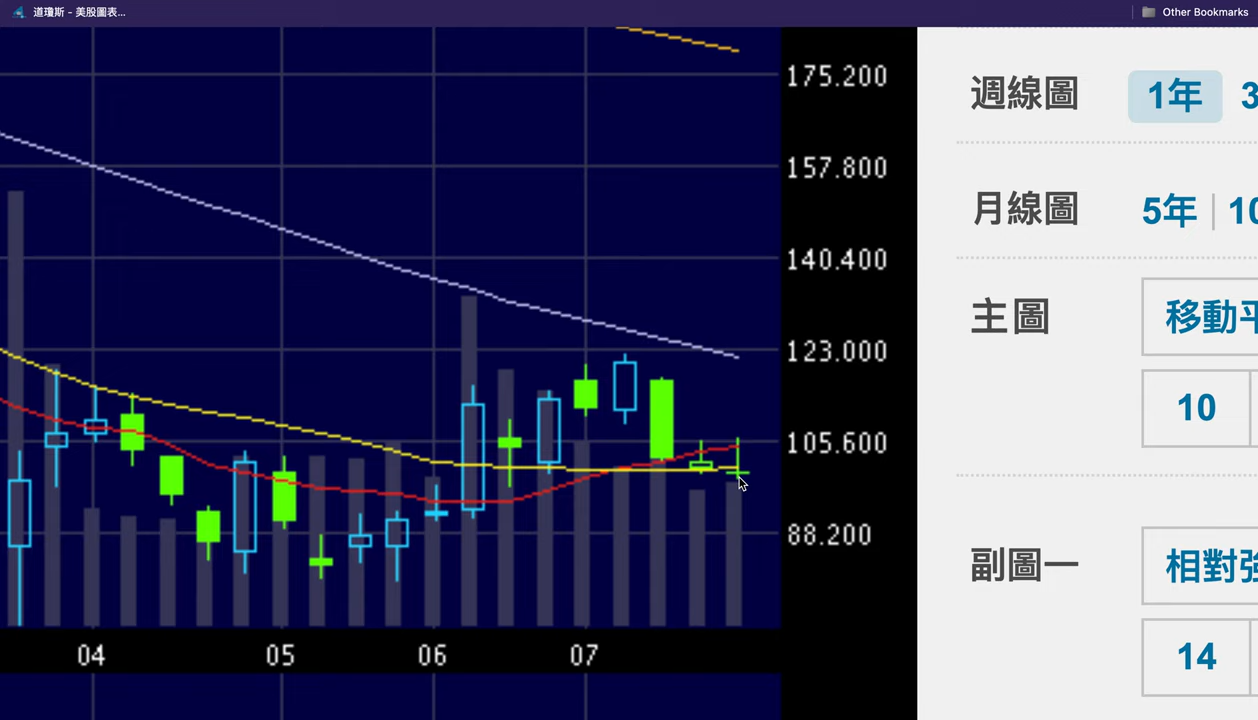 道瓊斯 - 美股圖表...
Other Bookmarks
175.200
157.800
140.400
123.000
105.600
88.200
04 05 06 07
週線圖 1年 3
月線圖 5年 | 10
主圖 移動平
10
副圖一 相對強
14